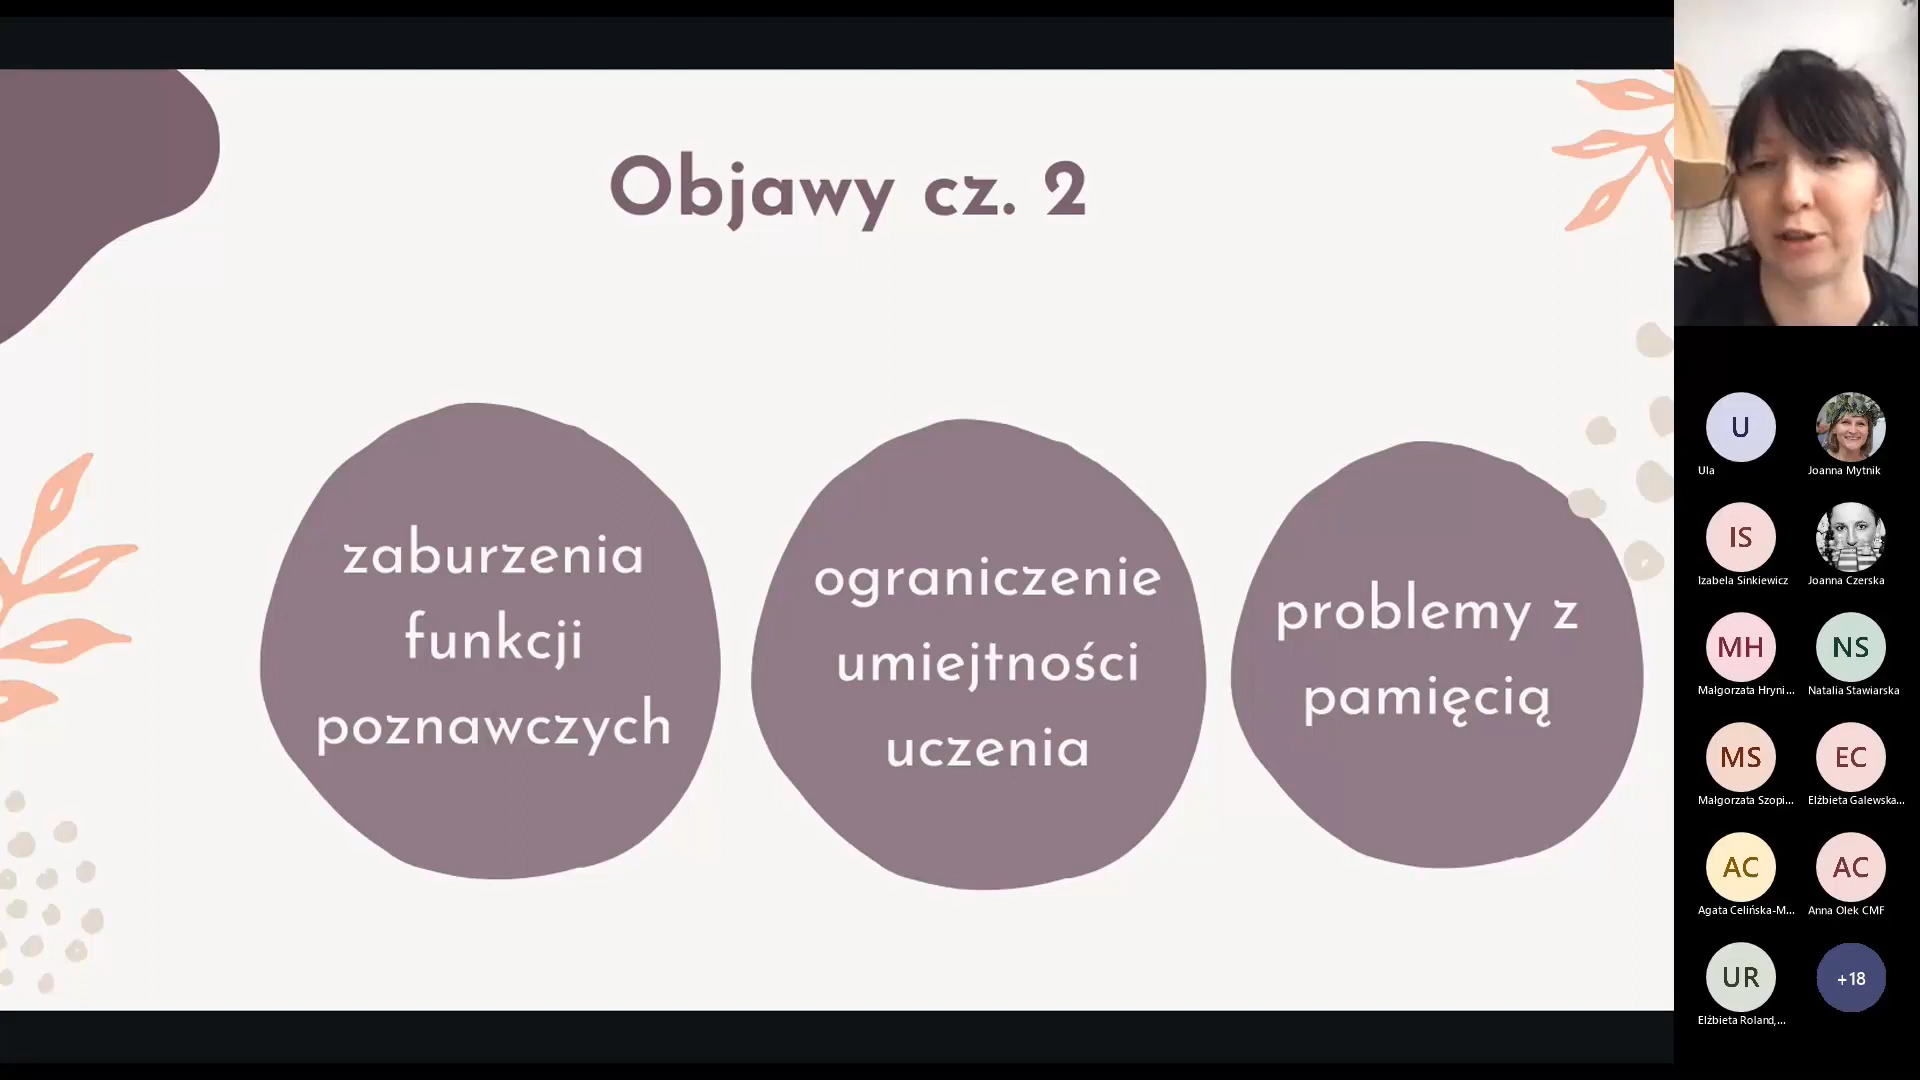 Objawy cz. 2
zaburzenia
funkcji
poznawczych
ograniczenie
umiejtności
uczenia
problemy z
pamięcią
U
Ula
Joanna Mytnik
IS
Izabela Sinkiewicz
Joanna Czerska
MH
Małgorzata Hryni...
NS
Natalia Stawiarska
MS
Małgorzata Szopi...
EC
Elżbieta Galewska...
AC
Agata Celińska-M...
AC
Anna Olek CMF
UR
Elżbieta Roland,...
+18